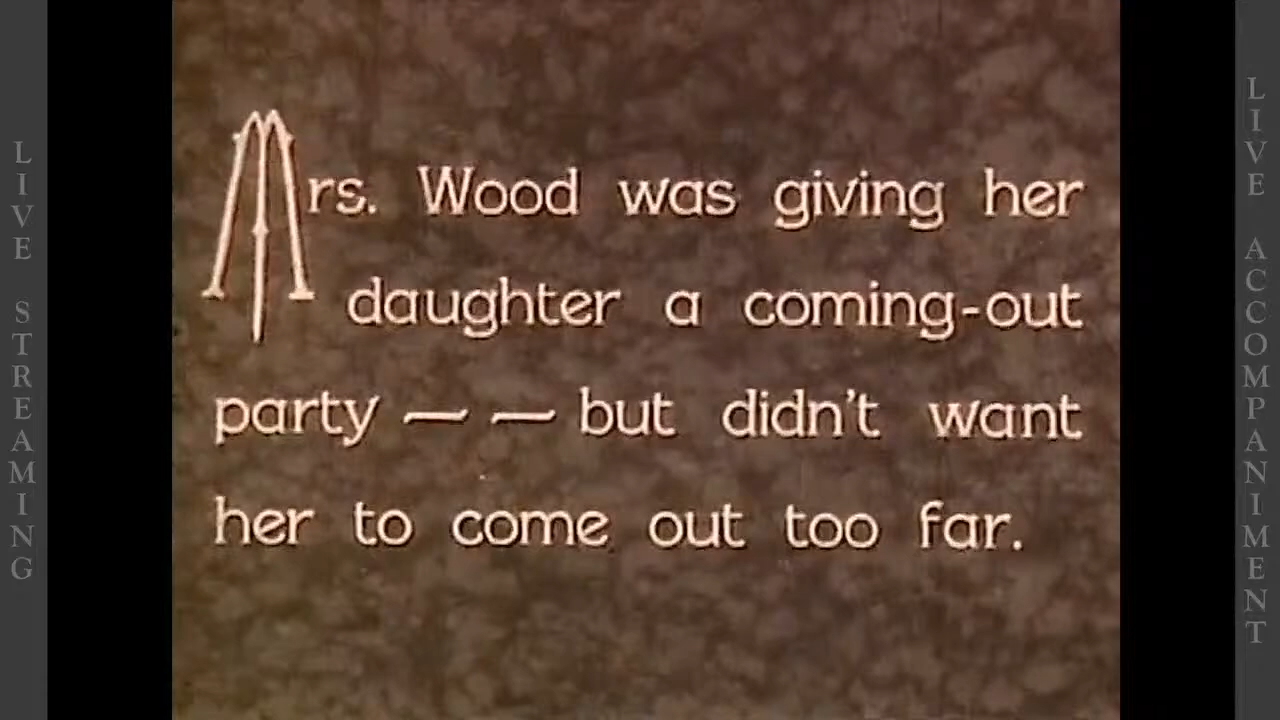 LIVE STREAMING
Mrs. Wood was giving her
daughter a coming-out
party — — but didn't want
her to come out too far.
LIVE ACCOMPANIMENT